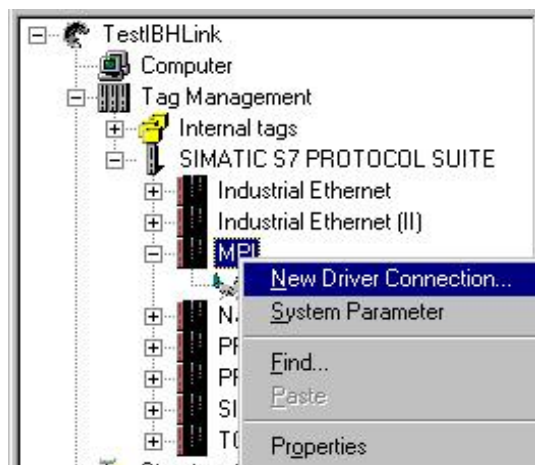 TestIBHLink
Computer
Tag Management
Internal tags
SIMATIC S7 PROTOCOL SUITE
Industrial Ethernet
Industrial Ethernet (II)
MPI
New Driver Connection...
System Parameter
Find...
Paste
Properties